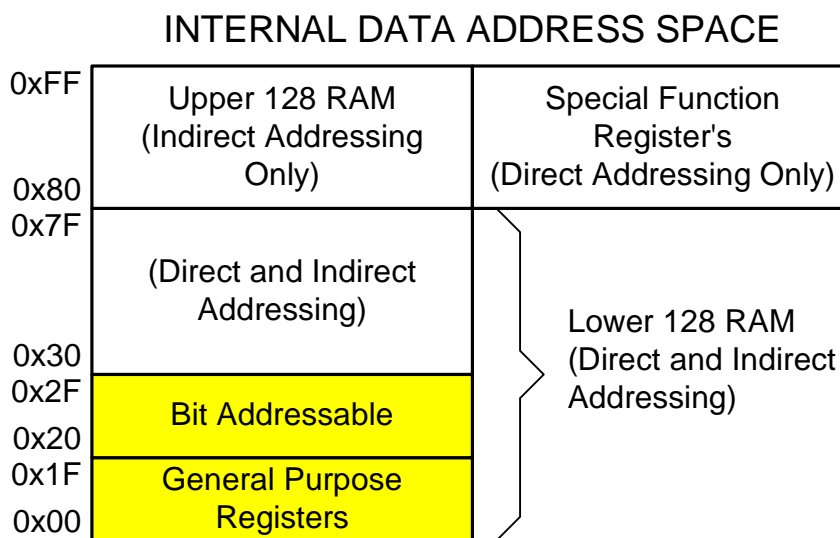 INTERNAL DATA ADDRESS SPACE
0xFF
Upper 128 RAM
(Indirect Addressing
Only)
0x80
Special Function
Register's
(Direct Addressing Only)
0x7F
(Direct and Indirect
Addressing)
0x30
0x2F
Bit Addressable
0x20
0x1F
General Purpose
Registers
0x00
Lower 128 RAM
(Direct and Indirect
Addressing)